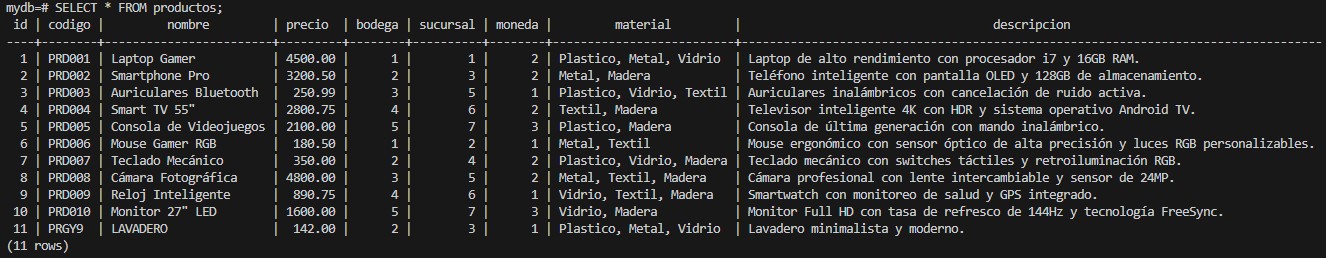 mydb=# SELECT * FROM productos;
 id | codigo |        nombre         | precio  | bodega | sucursal | moneda |         material          |                                  descripcion
----+--------+-----------------------+---------+--------+----------+--------+---------------------------+--------------------------------------------------------------------------------
  1 | PRD001 | Laptop Gamer          | 4500.00 |      1 |        1 |      2 | Plastico, Metal, Vidrio   | Laptop de alto rendimiento con procesador i7 y 16GB RAM.
  2 | PRD002 | Smartphone Pro        | 3200.50 |      2 |        3 |      2 | Metal, Madera             | Teléfono inteligente con pantalla OLED y 128GB de almacenamiento.
  3 | PRD003 | Auriculares Bluetooth |  250.99 |      3 |        5 |      1 | Plastico, Vidrio, Textil  | Auriculares inalámbricos con cancelación de ruido activa.
  4 | PRD004 | Smart TV 55"          | 2800.75 |      4 |        6 |      2 | Textil, Madera            | Televisor inteligente 4K con HDR y sistema operativo Android TV.
  5 | PRD005 | Consola de Videojuegos | 2100.00 |      5 |        7 |      3 | Plastico, Madera          | Consola de última generación con mando inalámbrico.
  6 | PRD006 | Mouse Gamer RGB       |  180.50 |      1 |        2 |      1 | Metal, Textil             | Mouse ergonómico con sensor óptico de alta precisión y luces RGB personalizables.
  7 | PRD007 | Teclado Mecánico      |  350.00 |      2 |        4 |      2 | Plastico, Vidrio, Madera  | Teclado mecánico con switches táctiles y retroiluminación RGB.
  8 | PRD008 | Cámara Fotográfica    | 4800.00 |      3 |        5 |      2 | Metal, Textil, Madera     | Cámara profesional con lente intercambiable y sensor de 24MP.
  9 | PRD009 | Reloj Inteligente     |  890.75 |      4 |        6 |      1 | Vidrio, Textil, Madera    | Smartwatch con monitoreo de salud y GPS integrado.
 10 | PRD010 | Monitor 27" LED       | 1600.00 |      5 |        7 |      3 | Vidrio, Madera            | Monitor Full HD con tasa de refresco de 144Hz y tecnología FreeSync.
 11 | PRGY9  | LAVADERO              |  142.00 |      2 |        3 |      1 | Plastico, Metal, Vidrio   | Lavadero minimalista y moderno.
(11 rows)